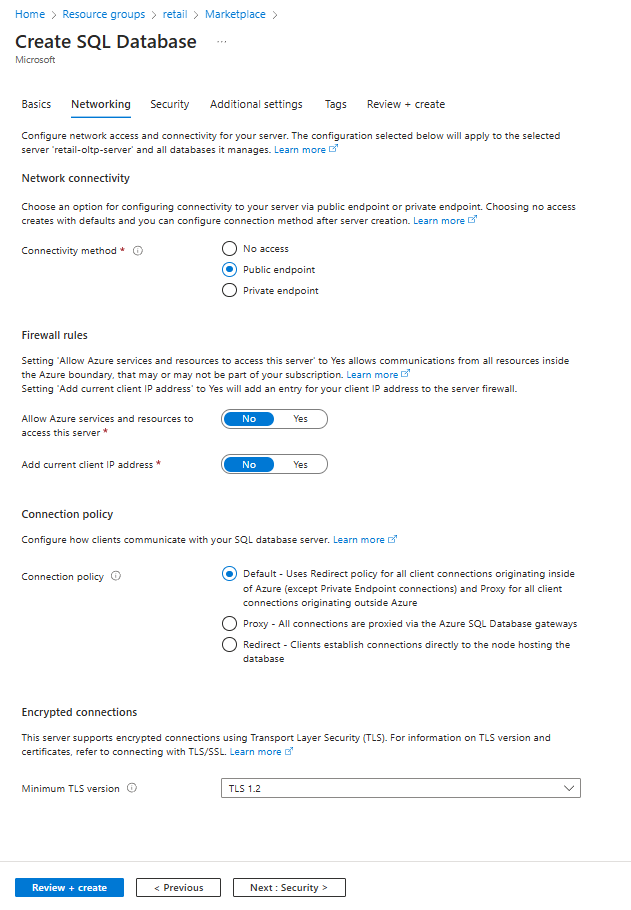 Home > Resource groups > retail > Marketplace >
Create SQL Database ...
Microsoft
Basics Networking Security Additional settings Tags Review + create
Configure network access and connectivity for your server. The configuration selected below will apply to the selected
server 'retail-oltp-server' and all databases it manages. Learn more
Network connectivity
Choose an option for configuring connectivity to your server via public endpoint or private endpoint. Choosing no access
creates with defaults and you can configure connection method after server creation. Learn more
Connectivity method *
No access
Public endpoint
Private endpoint
Firewall rules
Setting 'Allow Azure services and resources to access this server' to Yes allows communications from all resources inside
the Azure boundary, that may or may not be part of your subscription. Learn more
Setting 'Add current client IP address' to Yes will add an entry for your client IP address to the server firewall.
Allow Azure services and resources to
access this server *
No Yes
Add current client IP address *
No Yes
Connection policy
Configure how clients communicate with your SQL database server. Learn more
Connection policy
Default - Uses Redirect policy for all client connections originating inside
of Azure (except Private Endpoint connections) and Proxy for all client
connections originating outside Azure
Proxy - All connections are proxied via the Azure SQL Database gateways
Redirect - Clients establish connections directly to the node hosting the
database
Encrypted connections
This server supports encrypted connections using Transport Layer Security (TLS). For information on TLS version and
certificates, refer to connecting with TLS/SSL. Learn more
Minimum TLS version
TLS 1.2
Review + create < Previous Next : Security >